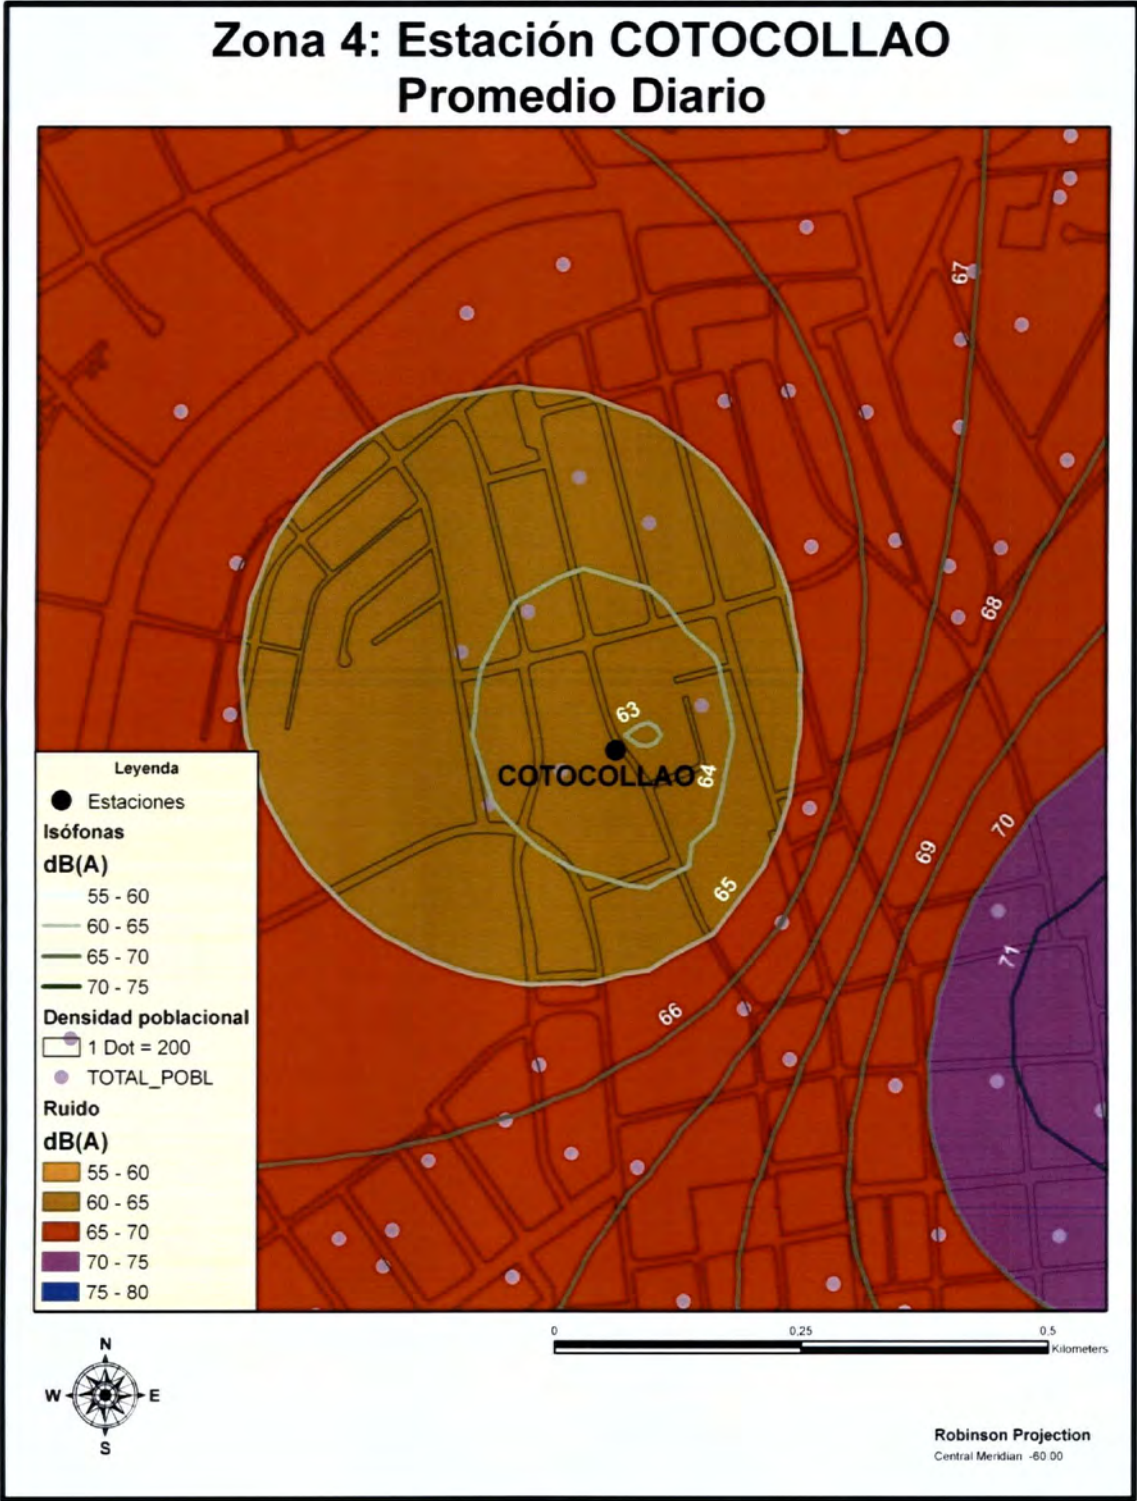 Zona 4: Estación COTOCOLLAO
Promedio Diario
67
68
63
COTOCOLLAO
64
65
66
69
70
71
Leyenda
Estaciones
Isófonas
dB(A)
55 - 60
60 - 65
65 - 70
70 - 75
Densidad poblacional
1 Dot = 200
TOTAL_POBL
Ruido
dB(A)
55 - 60
60 - 65
65 - 70
70 - 75
75 - 80
N
W E
S
0 0,25 0,5
Kilometers
Robinson Projection
Central Meridian -60.00